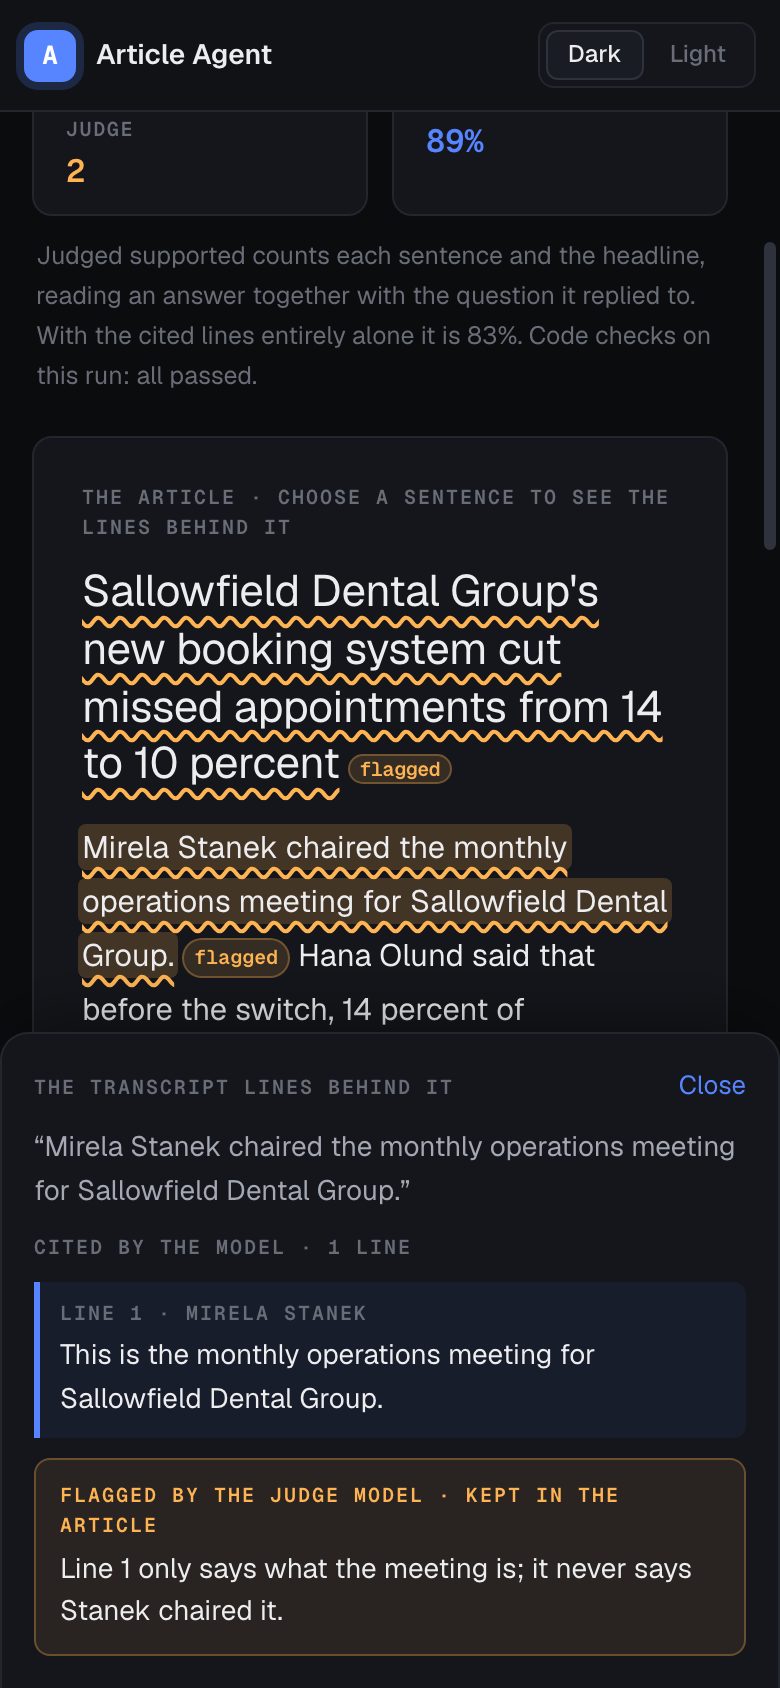 A Article Agent Dark Light
JUDGE
2
89%
Judged supported counts each sentence and the headline,
reading an answer together with the question it replied to.
With the cited lines entirely alone it is 83%. Code checks on
this run: all passed.
THE ARTICLE · CHOOSE A SENTENCE TO SEE THE
LINES BEHIND IT
Sallowfield Dental Group's
new booking system cut
missed appointments from 14
to 10 percent flagged
Mirela Stanek chaired the monthly
operations meeting for Sallowfield Dental
Group. flagged Hana Olund said that
before the switch, 14 percent of
THE TRANSCRIPT LINES BEHIND IT Close
“Mirela Stanek chaired the monthly operations meeting
for Sallowfield Dental Group.”
CITED BY THE MODEL · 1 LINE
LINE 1 · MIRELA STANEK
This is the monthly operations meeting for
Sallowfield Dental Group.
FLAGGED BY THE JUDGE MODEL · KEPT IN THE
ARTICLE
Line 1 only says what the meeting is; it never says
Stanek chaired it.